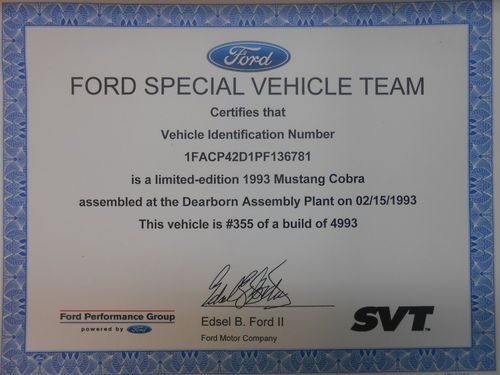 Ford
FORD SPECIAL VEHICLE TEAM
Certifies that
Vehicle Identification Number
1FACP42D1PF136781
is a limited-edition 1993 Mustang Cobra
assembled at the Dearborn Assembly Plant on 02/15/1993
This vehicle is #355 of a build of 4993
Edsel B. Ford II
Ford Motor Company
Ford Performance Group
powered by Ford
SVT™